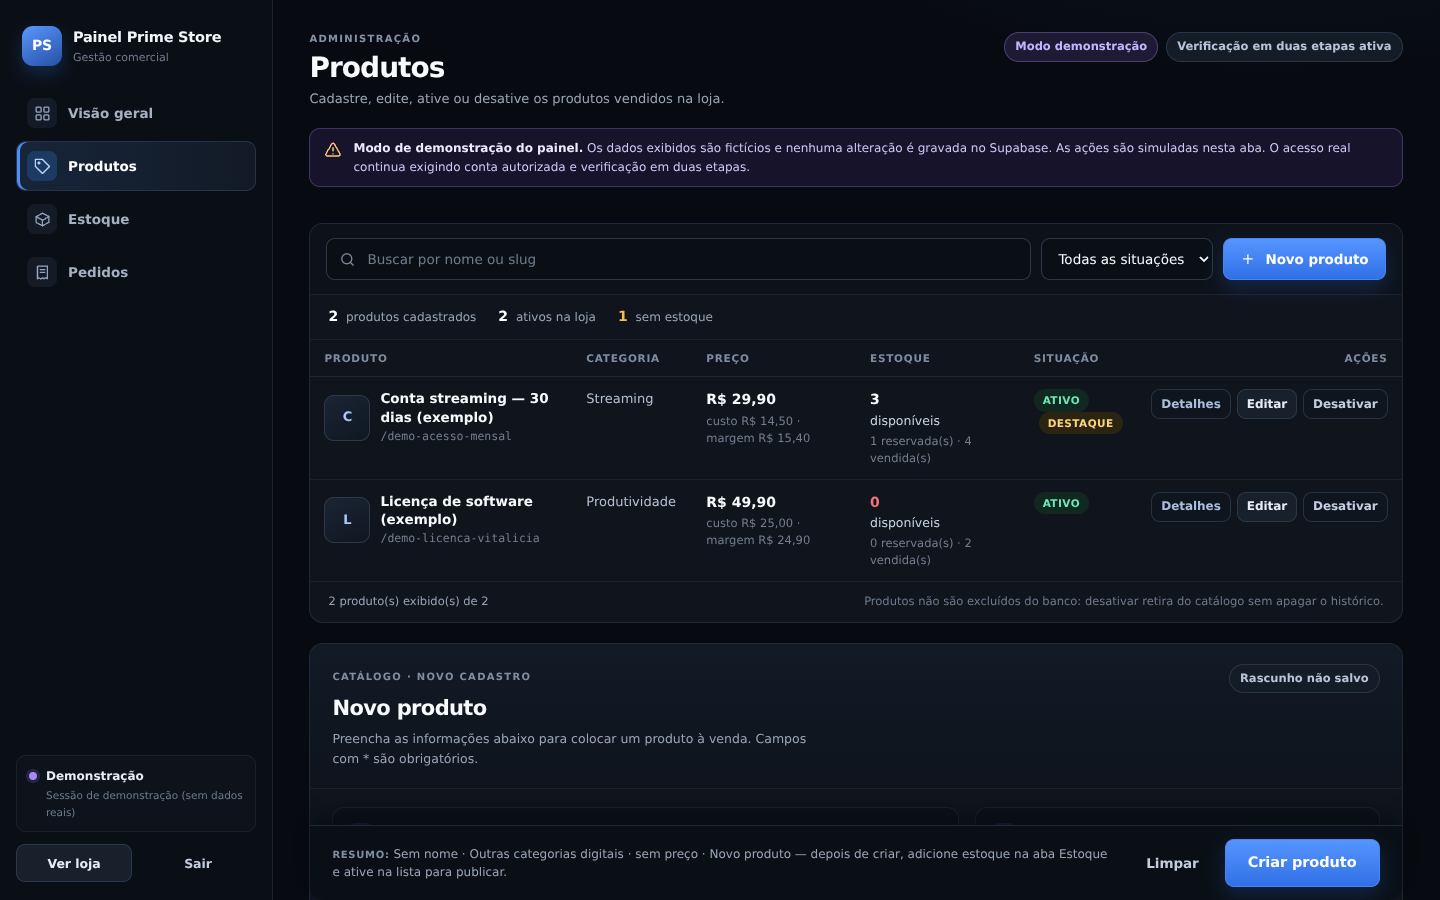 PS
Painel Prime Store
Gestão comercial
Visão geral
Produtos
Estoque
Pedidos
Demonstração
Sessão de demonstração (sem dados
reais)
Ver loja
Sair
ADMINISTRAÇÃO
Produtos
Cadastre, edite, ative ou desative os produtos vendidos na loja.
Modo demonstração
Verificação em duas etapas ativa
Modo de demonstração do painel. Os dados exibidos são fictícios e nenhuma alteração é gravada no Supabase. As ações são simuladas nesta aba. O acesso real
continua exigindo conta autorizada e verificação em duas etapas.
Buscar por nome ou slug
Todas as situações
+ Novo produto
2 produtos cadastrados 2 ativos na loja 1 sem estoque
PRODUTO CATEGORIA PREÇO ESTOQUE SITUAÇÃO AÇÕES
C
Conta streaming — 30
dias (exemplo)
/demo-acesso-mensal
Streaming
R$ 29,90
custo R$ 14,50 ·
margem R$ 15,40
3
disponíveis
1 reservada(s) · 4
vendida(s)
ATIVO
DESTAQUE
Detalhes Editar Desativar
L
Licença de software
(exemplo)
/demo-licenca-vitalicia
Produtividade
R$ 49,90
custo R$ 25,00 ·
margem R$ 24,90
0
disponíveis
0 reservada(s) · 2
vendida(s)
ATIVO
Detalhes Editar Desativar
2 produto(s) exibido(s) de 2
Produtos não são excluídos do banco: desativar retira do catálogo sem apagar o histórico.
CATÁLOGO · NOVO CADASTRO
Novo produto
Preencha as informações abaixo para colocar um produto à venda. Campos
com * são obrigatórios.
Rascunho não salvo
RESUMO: Sem nome · Outras categorias digitais · sem preço · Novo produto — depois de criar, adicione estoque na aba Estoque
e ative na lista para publicar.
Limpar
Criar produto